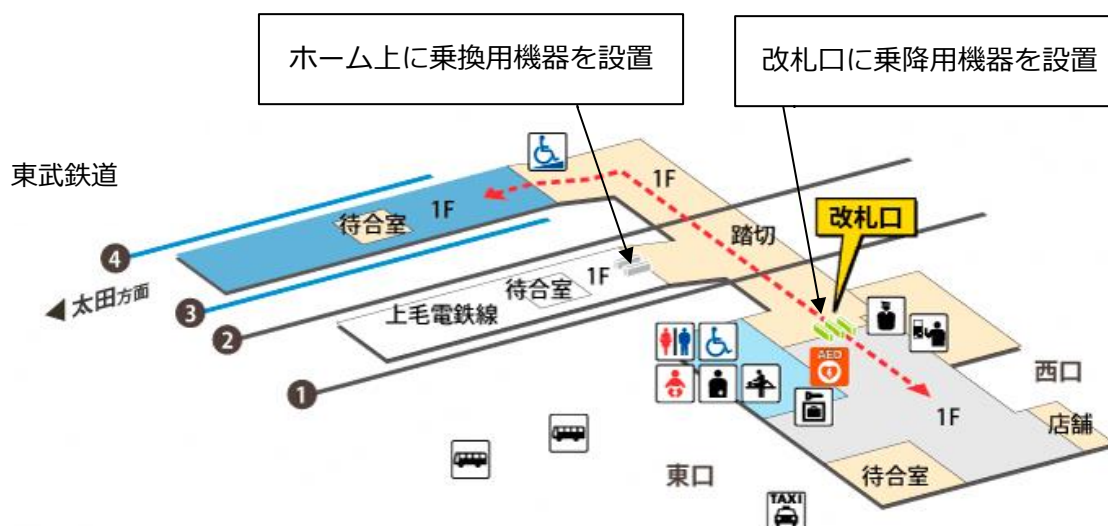 ホーム上に乗換用機器を設置
改札口に乗降用機器を設置
東武鉄道
1F
改札口
待合室
1F
踏切
4
太田方面
3
待合室
1F
上毛電鉄線
2
AED
西口
1
1F
店舗
東口
待合室
TAXI